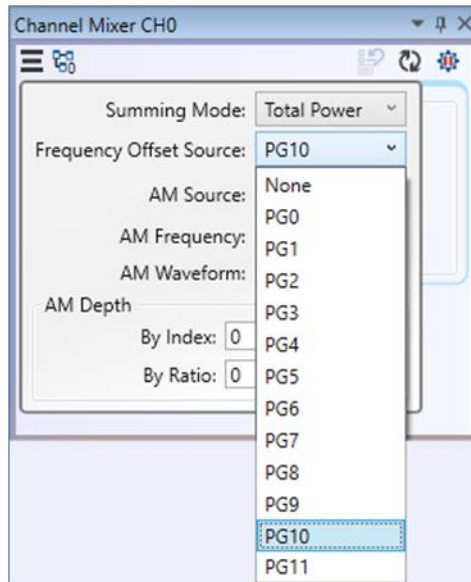 Channel Mixer CH0
Summing Mode: Total Power
Frequency Offset Source: PG10
AM Source:
AM Frequency:
AM Waveform:
AM Depth
By Index: 0
By Ratio: 0
None
PG0
PG1
PG2
PG3
PG4
PG5
PG6
PG7
PG8
PG9
PG10
PG11